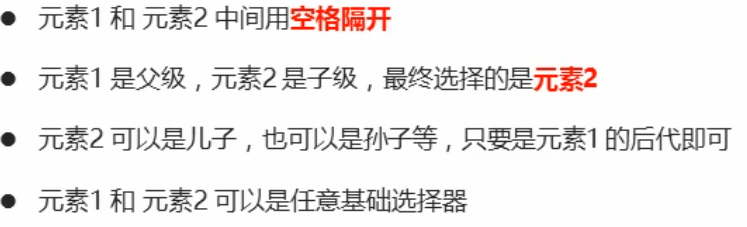 ● 元素1 和 元素2 中间用空格隔开
● 元素1 是父级，元素2 是子级，最终选择的是元素2
● 元素2 可以是儿子，也可以是孙子等，只要是元素1 的后代即可
● 元素1 和 元素2 可以是任意基础选择器